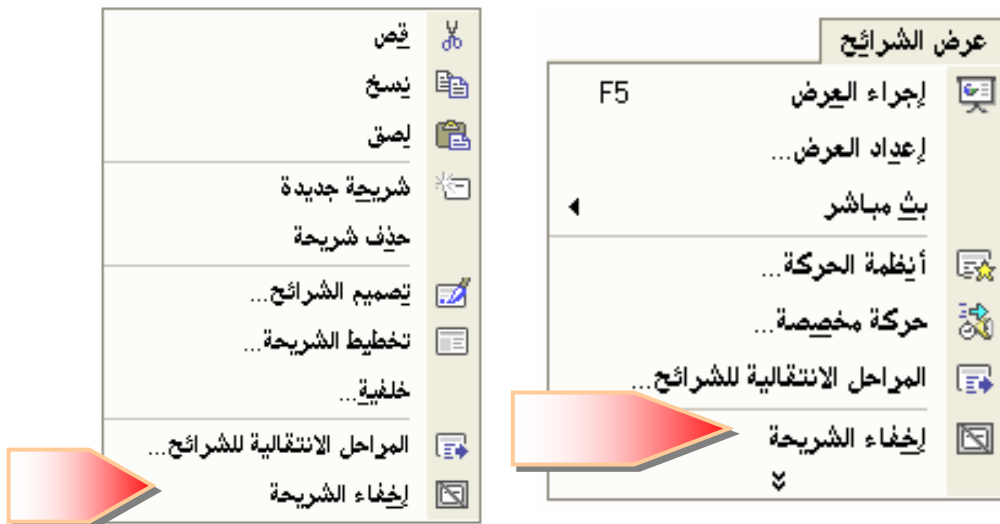 عرض الشرائح
إجراء العرض F5
إعداد العرض...
بث مباشر
أنظمة الحركة...
حركة مخصصة...
المراحل الانتقالية للشرائح...
إخفاء الشريحة
قص
نسخ
لصق
شريحة جديدة
حذف شريحة
تصميم الشرائح...
تخطيط الشريحة...
خلفية...
المراحل الانتقالية للشرائح...
إخفاء الشريحة